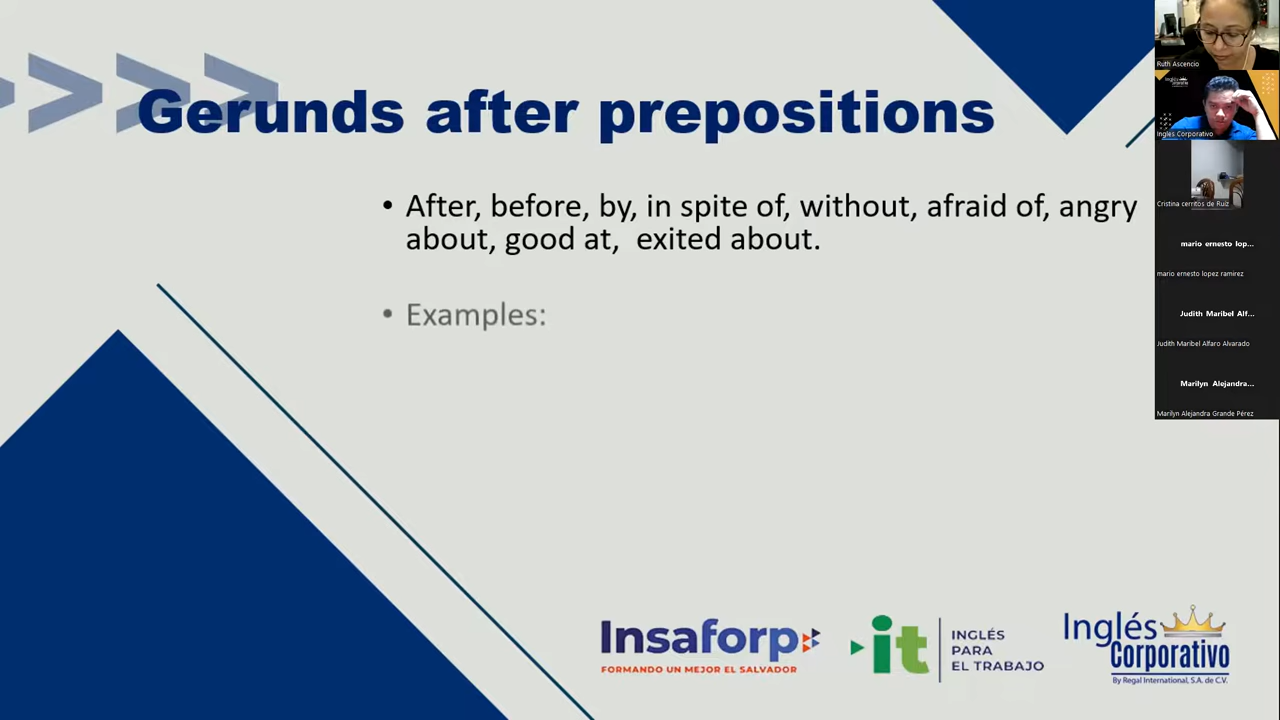 Gerunds after prepositions
• After, before, by, in spite of, without, afraid of, angry
about, good at,  exited about.
• Examples:
Insaforp
FORMANDO UN MEJOR EL SALVADOR
it
INGLÉS
PARA
EL TRABAJO
Inglés
Corporativo
By Regal International, S.A. de C.V.
Ruth Ascencio
Inglés Corporativo
Cristina cerritos de Ruiz
mario ernesto lop...
mario ernesto lopez ramirez
Judith Maribel Alf...
Judith Maribel Alfaro Alvarado
Marilyn Alejandra...
Marilyn Alejandra Grande Pérez